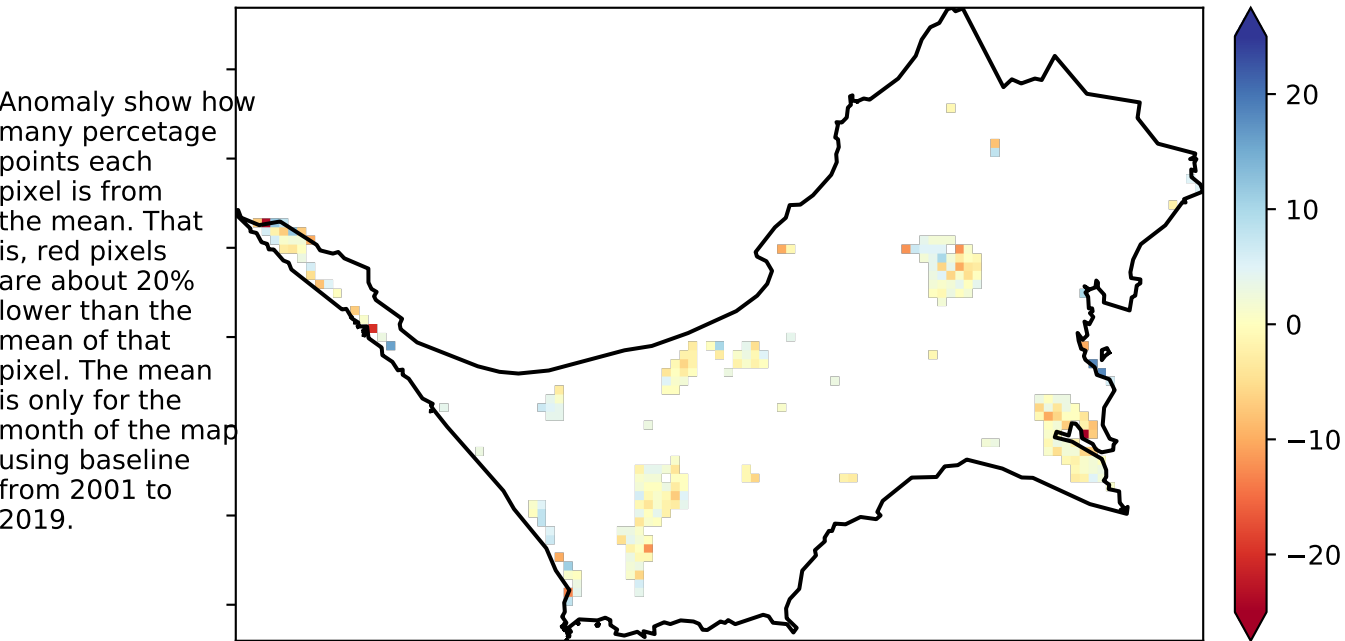 Anomaly show how
many percetage
points each
pixel is from
the mean. That
is, red pixels
are about 20%
lower than the
mean of that
pixel. The mean
is only for the
month of the map
using baseline
from 2001 to
2019.
20
10
0
−10
−20